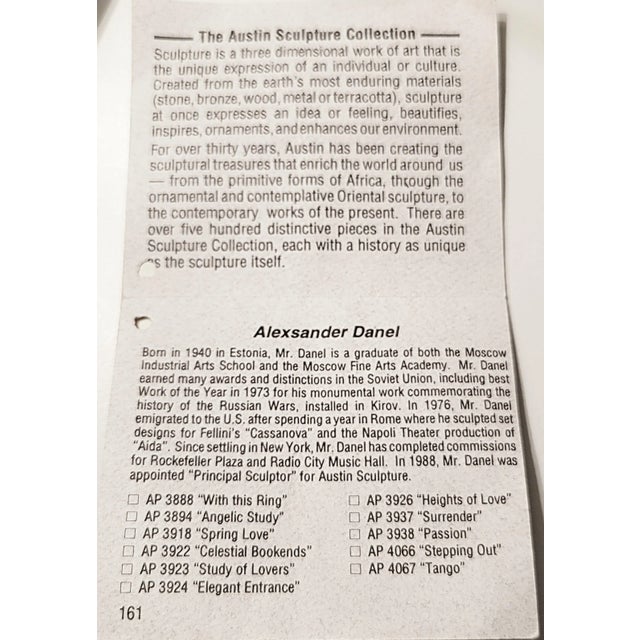 The Austin Sculpture Collection
Sculpture is a three dimensional work of art that is
the unique expression of an individual or culture.
Created from the earth's most enduring materials
(stone, bronze, wood, metal or terracotta), sculpture
at once expresses an idea or feeling, beautifies,
inspires, ornaments, and enhances our environment.
For over thirty years, Austin has been creating the
sculptural treasures that enrich the world around us
— from the primitive forms of Africa, through the
ornamental and contemplative Oriental sculpture, to
the contemporary works of the present. There are
over five hundred distinctive pieces in the Austin
Sculpture Collection, each with a history as unique
as the sculpture itself.
Alexsander Danel
Born in 1940 in Estonia, Mr. Danel is a graduate of both the Moscow
Industrial Arts School and the Moscow Fine Arts Academy. Mr. Danel
earned many awards and distinctions in the Soviet Union, including best
Work of the Year in 1973 for his monumental work commemorating the
history of the Russian Wars, installed in Kirov. In 1976, Mr. Danel
emigrated to the U.S. after spending a year in Rome where he sculpted set
designs for Fellini's "Cassanova" and the Napoli Theater production of
"Aida". Since settling in New York, Mr. Danel has completed commissions
for Rockefeller Plaza and Radio City Music Hall. In 1988, Mr. Danel was
appointed "Principal Sculptor" for Austin Sculpture.
☐ AP 3888 "With this Ring"
☐ AP 3894 "Angelic Study"
☐ AP 3918 "Spring Love"
☐ AP 3922 "Celestial Bookends"
☐ AP 3923 "Study of Lovers"
☐ AP 3924 "Elegant Entrance"
☐ AP 3926 "Heights of Love"
☐ AP 3937 "Surrender"
☐ AP 3938 "Passion"
☐ AP 4066 "Stepping Out"
☐ AP 4067 "Tango"
161